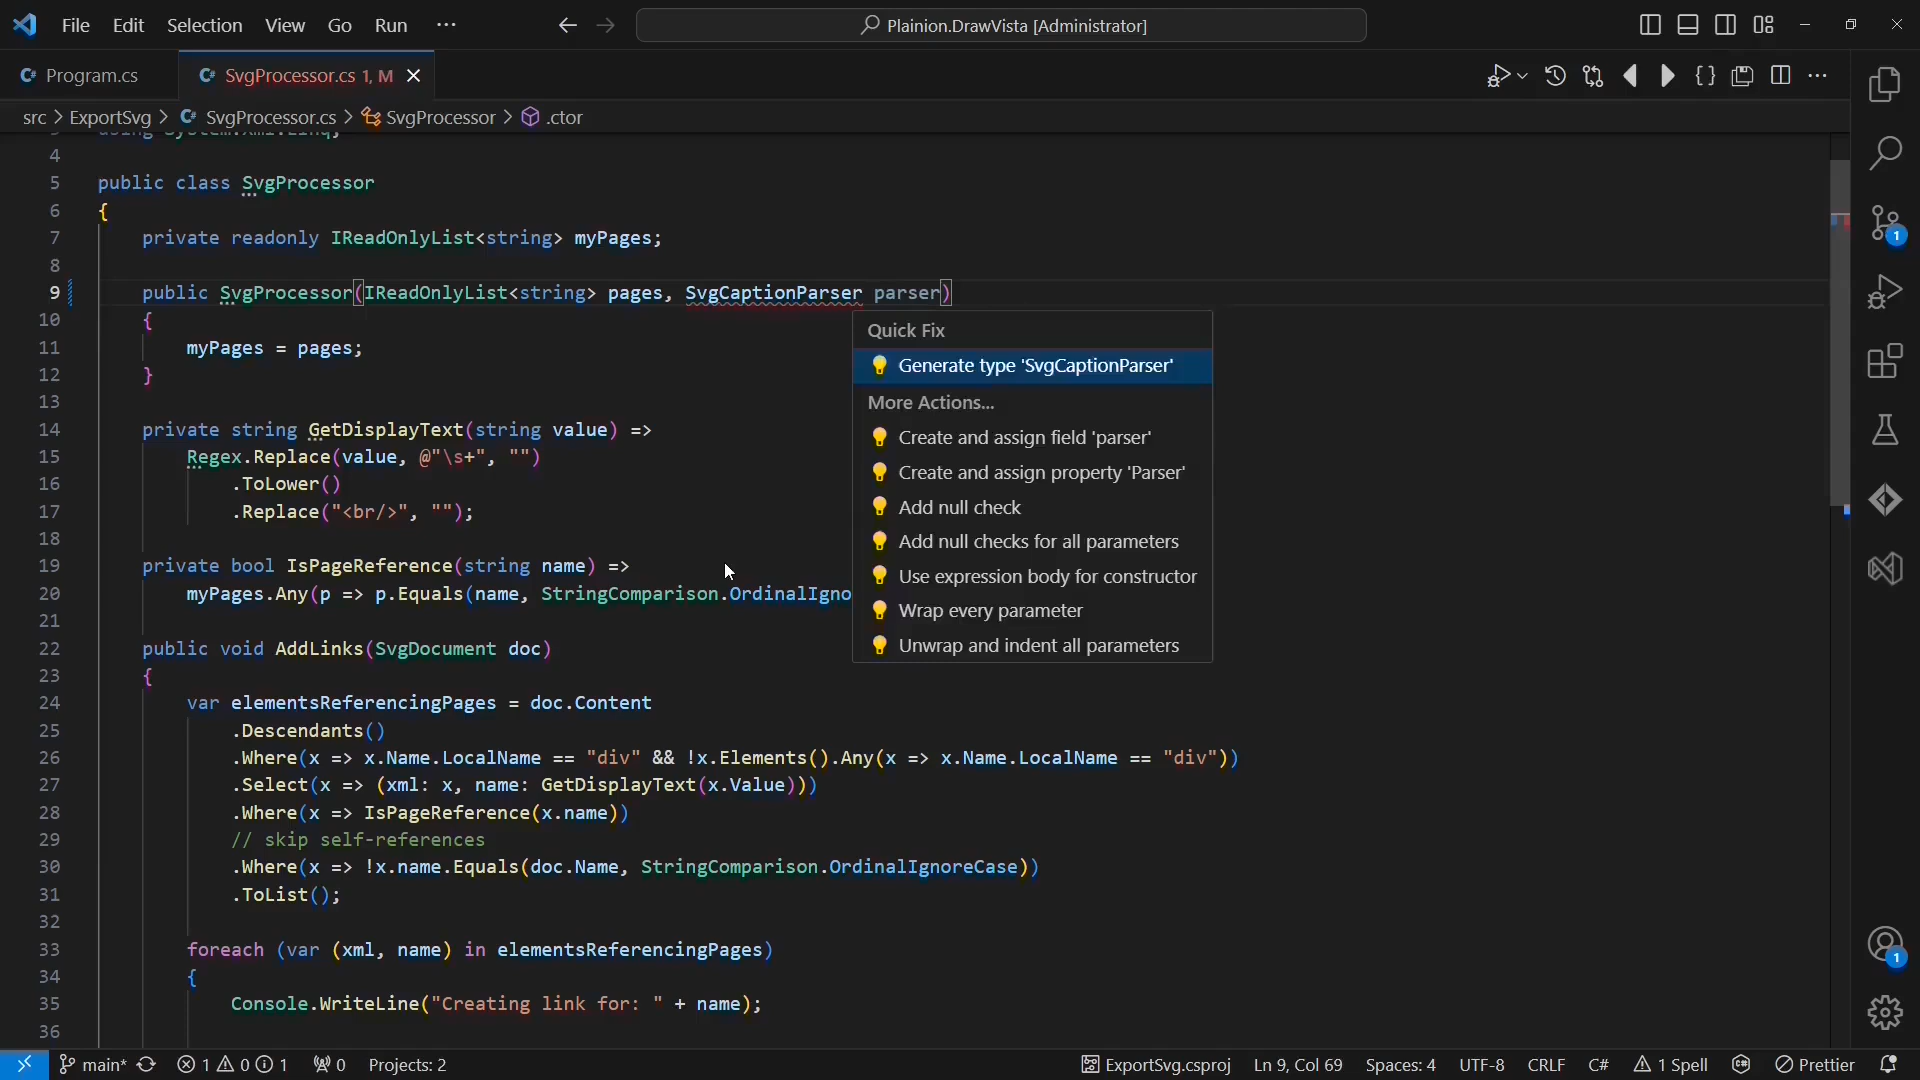 File Edit Selection View Go Run ···
Plainion.DrawVista [Administrator]
Program.cs
SvgProcessor.cs 1, M
src > ExportSvg > SvgProcessor.cs > SvgProcessor > .ctor
4
5 public class SvgProcessor
6 {
7 private readonly IReadOnlyList<string> myPages;
8
9 public SvgProcessor(IReadOnlyList<string> pages, SvgCaptionParser parser)
10 {
11 myPages = pages;
12 }
13
14 private string GetDisplayText(string value) =>
15 Regex.Replace(value, @"\s+", "")
16 .ToLower()
17 .Replace("<br/>", "");
18
19 private bool IsPageReference(string name) =>
20 myPages.Any(p => p.Equals(name, StringComparison.OrdinalIgno
21
22 public void AddLinks(SvgDocument doc)
23 {
24 var elementsReferencingPages = doc.Content
25 .Descendants()
26 .Where(x => x.Name.LocalName == "div" && !x.Elements().Any(x => x.Name.LocalName == "div"))
27 .Select(x => (xml: x, name: GetDisplayText(x.Value)))
28 .Where(x => IsPageReference(x.name))
29 // skip self-references
30 .Where(x => !x.name.Equals(doc.Name, StringComparison.OrdinalIgnoreCase))
31 .ToList();
32
33 foreach (var (xml, name) in elementsReferencingPages)
34 {
35 Console.WriteLine("Creating link for: " + name);
36
Quick Fix
Generate type 'SvgCaptionParser'
More Actions...
Create and assign field 'parser'
Create and assign property 'Parser'
Add null check
Add null checks for all parameters
Use expression body for constructor
Wrap every parameter
Unwrap and indent all parameters
1
1
main* 1 0 1 0 Projects: 2
ExportSvg.csproj Ln 9, Col 69 Spaces: 4 UTF-8 CRLF C# 1 Spell Prettier